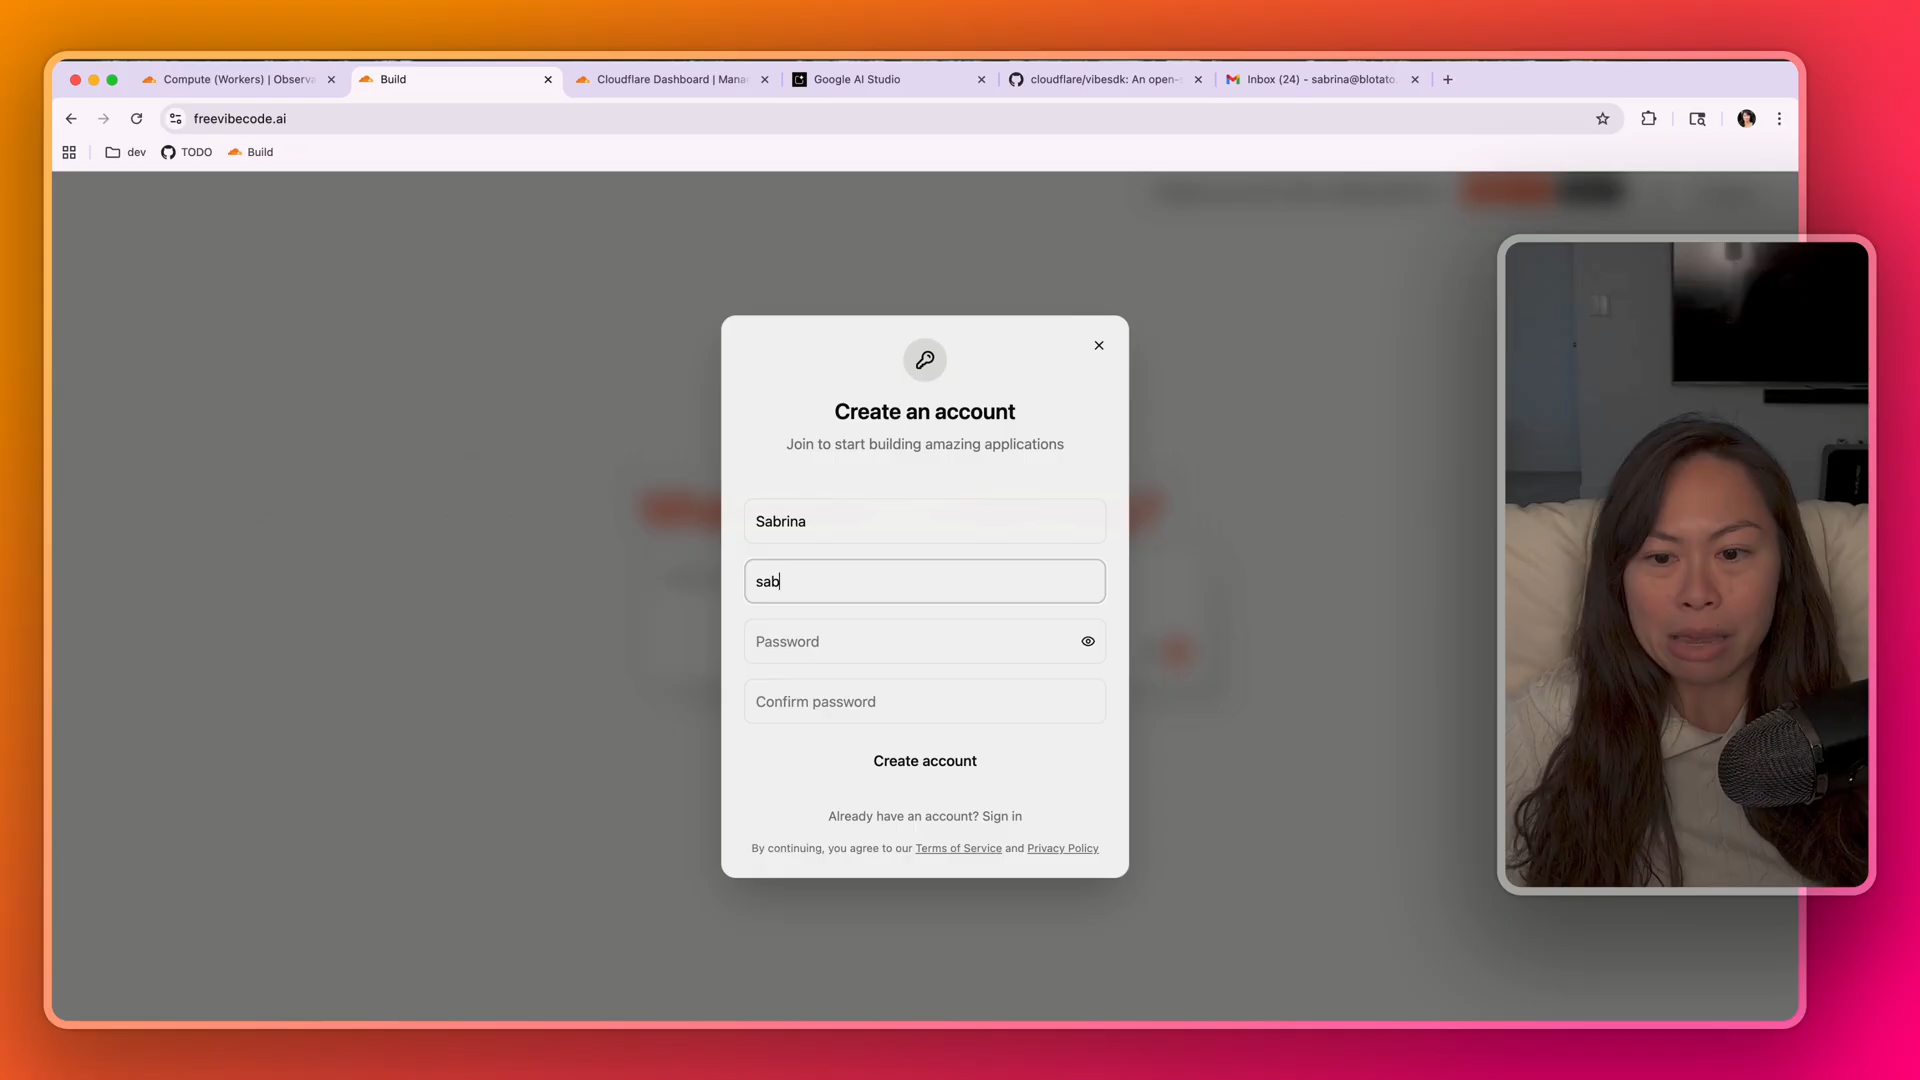 Compute (Workers) | Observa
Build
Cloudflare Dashboard | Mana
Google AI Studio
cloudflare/vibesdk: An open-
Inbox (24) - sabrina@blotato.
freevibecode.ai
dev
TODO
Build
Create an account
Join to start building amazing applications
Sabrina
sab
Password
Confirm password
Create account
Already have an account? Sign in
By continuing, you agree to our Terms of Service and Privacy Policy